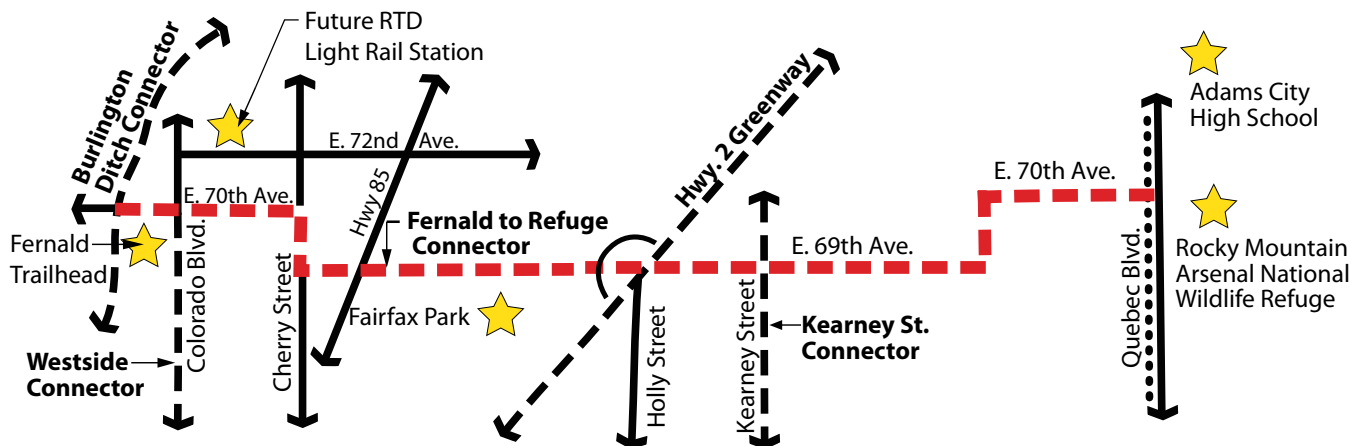 Future RTD
Light Rail Station
Burlington
Ditch Connector
E. 72nd Ave.
Hwy. 2 Greenway
Adams City
High School
E. 70th Ave.
E. 70th Ave.
Hwy 85
Fernald to Refuge
Connector
E. 69th Ave.
Fernald
Trailhead
Colorado Blvd.
Cherry Street
Fairfax Park
Holly Street
Kearney Street
Kearney St.
Connector
Quebec Blvd.
Rocky Mountain
Arsenal National
Wildlife Refuge
Westside
Connector